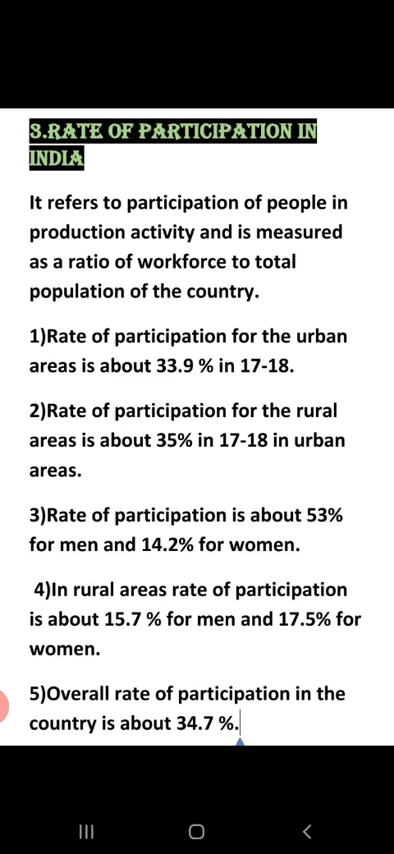 3.RATE OF PARTICIPATION IN
INDIA
It refers to participation of people in
production activity and is measured
as a ratio of workforce to total
population of the country.
1)Rate of participation for the urban
areas is about 33.9 % in 17-18.
2)Rate of participation for the rural
areas is about 35% in 17-18 in urban
areas.
3)Rate of participation is about 53%
for men and 14.2% for women.
4)In rural areas rate of participation
is about 15.7 % for men and 17.5% for
women.
5)Overall rate of participation in the
country is about 34.7 %.